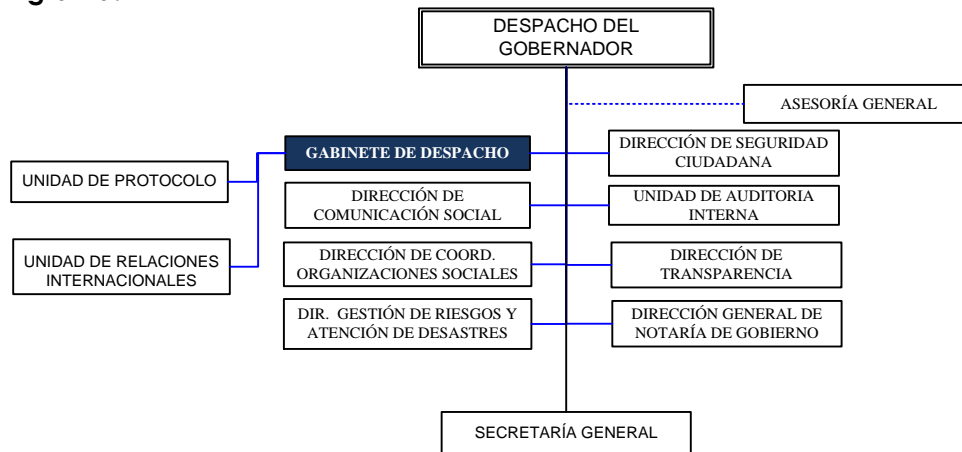 DESPACHO DEL
GOBERNADOR
ASESORÍA GENERAL
GABINETE DE DESPACHO
DIRECCIÓN DE SEGURIDAD
CIUDADANA
UNIDAD DE PROTOCOLO
DIRECCIÓN DE
COMUNICACIÓN SOCIAL
UNIDAD DE AUDITORIA
INTERNA
UNIDAD DE RELACIONES
INTERNACIONALES
DIRECCIÓN DE COORD.
ORGANIZACIONES SOCIALES
DIRECCIÓN DE
TRANSPARENCIA
DIR. GESTIÓN DE RIESGOS Y
ATENCIÓN DE DESASTRES
DIRECCIÓN GENERAL DE
NOTARÍA DE GOBIERNO
SECRETARÍA GENERAL